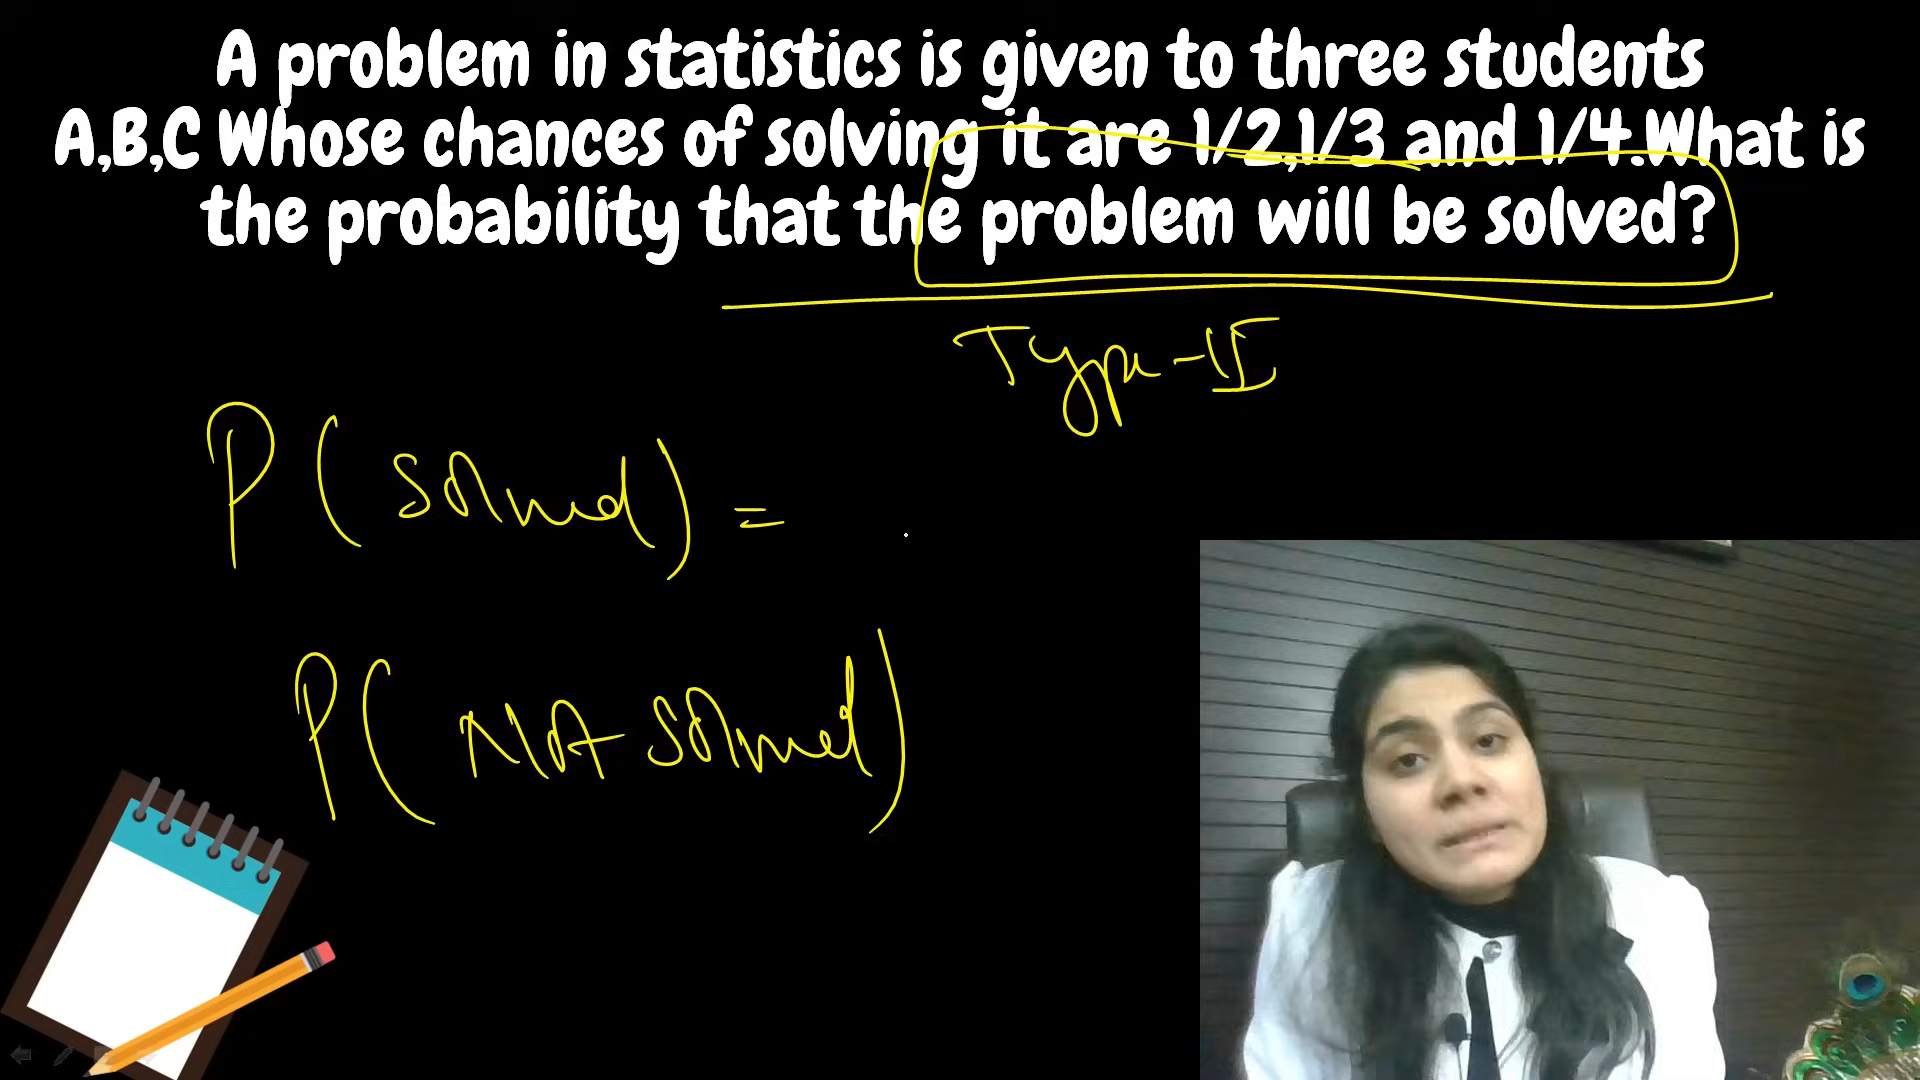 A problem in statistics is given to three students
A,B,C Whose chances of solving it are 1/2,1/3 and 1/4.What is
the probability that the problem will be solved?
Type-II
P(solved) =
P(Not solved)